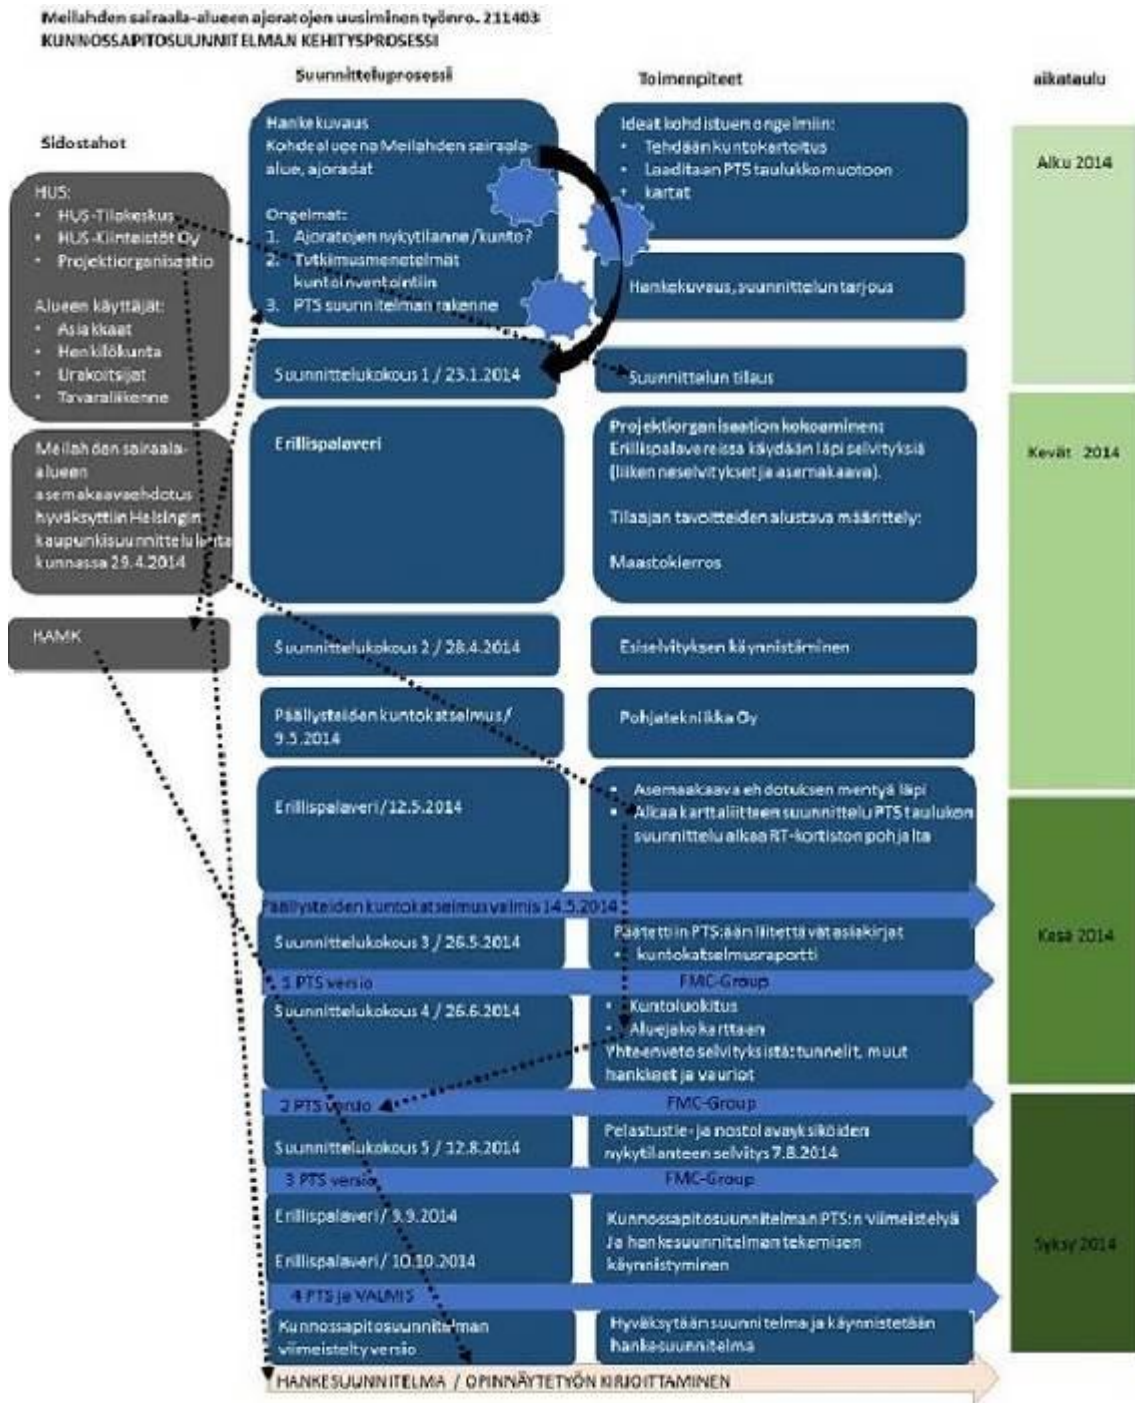 Meilahden sairaala-alueen ajoratojen uusiminen työnro. 211403
KUNNOSSAPITOSUUNNITELMAN KEHITYSPROSESSI
Suunnitteluprosessi
Toimenpiteet
aikataulu
Sidostahot
HUS:
• HUS-Tilakeskus
• HUS-Kiinteistöt Oy
• Projektiorganisaatio
Alueen käyttäjät:
• Asiakkaat
• Henkilökunta
• Urakoitsijat
• Tavaraliikenne
Meilahden sairaala-
alueen
asemakaavaehdotus
hyväksyttiin Helsingin
kaupunkisuunnittelulauta
kunnassa 29.4.2014
HAMK
Hankekuvaus
Kohdealueena Meilahden sairaala-
alue, ajoradat
Ongelmat:
1. Ajoratojen nykytilanne/kunto?
2. Tutkimusmenetelmät
kuntoinventointiin
3. PTS suunnitelman rakenne
Ideat kohdistuen ongelmiin:
• Tehdään kuntokartoitus
• Laaditaan PTS taulukkomuotoon
• kartat
Hankekuvaus, suunnittelun tarjous
Alku 2014
Suunnittelukokous 1 / 23.1.2014
Suunnittelun tilaus
Erillispalaveri
Projektiorganisaation kokoaminen:
Erillispalavereissa käydään läpi selvityksiä
(liikenneselvitykset ja asemakaava).
Tilaajan tavoitteiden alustava määrittely:
Maastokierros
Kevät 2014
Suunnittelukokous 2 / 28.4.2014
Esiselvityksen käynnistäminen
Päällysteiden kuntokatselmus/
9.5.2014
Pohjatekniikka Oy
Erillispalaveri/12.5.2014
• Asemaakaava ehdotuksen mentyä läpi
• Alkaa karttaliitteen suunnittelu PTS taulukon
suunnittelu alkaa RT-kortiston pohjalta
Päällysteiden kuntokatselmus valmis 14.5.2014
Suunnittelukokous 3 / 26.5.2014
Päätettiin PTS:ään liitettävät asiakirjat
• kuntokatselmusraportti
Kesä 2014
1 PTS versio
FMC-Group
Suunnittelukokous 4 / 26.6.2014
• Kuntoluokitus
• Aluejako karttaan
Yhteenveto selvityksistä: tunnelit, muut
hankkeet ja vauriot
2 PTS versio
FMC-Group
Suunnittelukokous 5 / 12.8.2014
Pelastustie- ja nostolavayksiköiden
nykytilanteen selvitys 7.8.2014
3 PTS versio
FMC-Group
Erillispalaveri / 9.9.2014
Erillispalaveri / 10.10.2014
Kunnossapitosuunnitelman PTS:n viimeistelyä
Ja hankesuunnitelman tekemisen
käynnistyminen
Syksy 2014
4 PTS ja VALMIS
Kunnossapitosuunnitelman
viimeistelty versio
Hyväksytään suunnitelma ja käynnistetään
hankesuunnitelma
HANKESUUNNITELMA / OPINNÄYTETYÖN KIRJOITTAMINEN